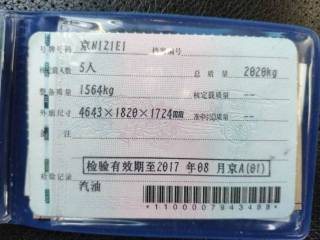 号牌号码 京N1Z1E1 档案编号
核定载人数 5人 总质量 2020kg
整备质量 1564kg 核定载质量 --
外廓尺寸 4643×1820×1724mm 准牵引总质量 --
备注
检验有效期至2017年08月京A(01)
检验记录
汽油
*1100007943488*